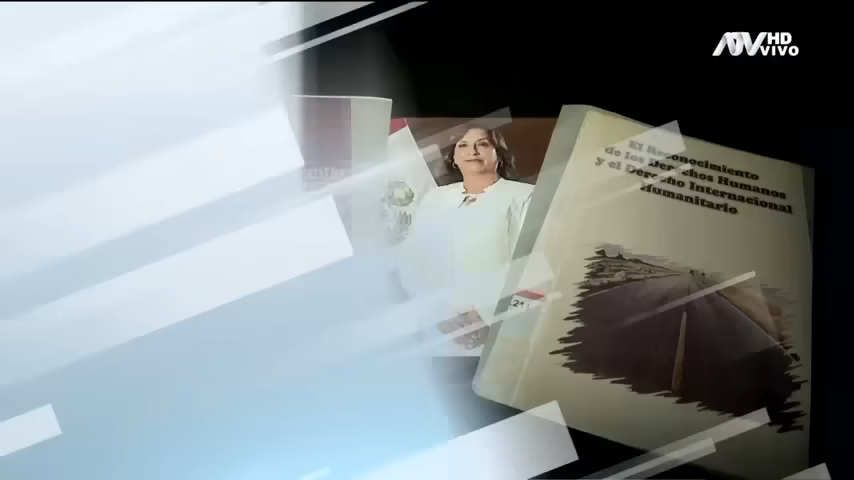 ATV HD
VIVO
El Reconocimiento
de los Derechos Humanos
y el Derecho Internacional
Humanitario